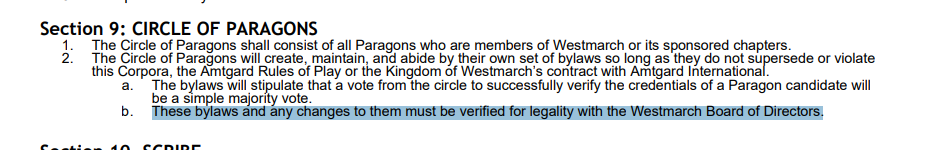 Section 9: CIRCLE OF PARAGONS
1. The Circle of Paragons shall consist of all Paragons who are members of Westmarch or its sponsored chapters.
2. The Circle of Paragons will create, maintain, and abide by their own set of bylaws so long as they do not supersede or violate
this Corpora, the Amtgard Rules of Play or the Kingdom of Westmarch's contract with Amtgard International.
a. The bylaws will stipulate that a vote from the circle to successfully verify the credentials of a Paragon candidate will
be a simple majority vote.
b. These bylaws and any changes to them must be verified for legality with the Westmarch Board of Directors.
Section 10: SCRIBE